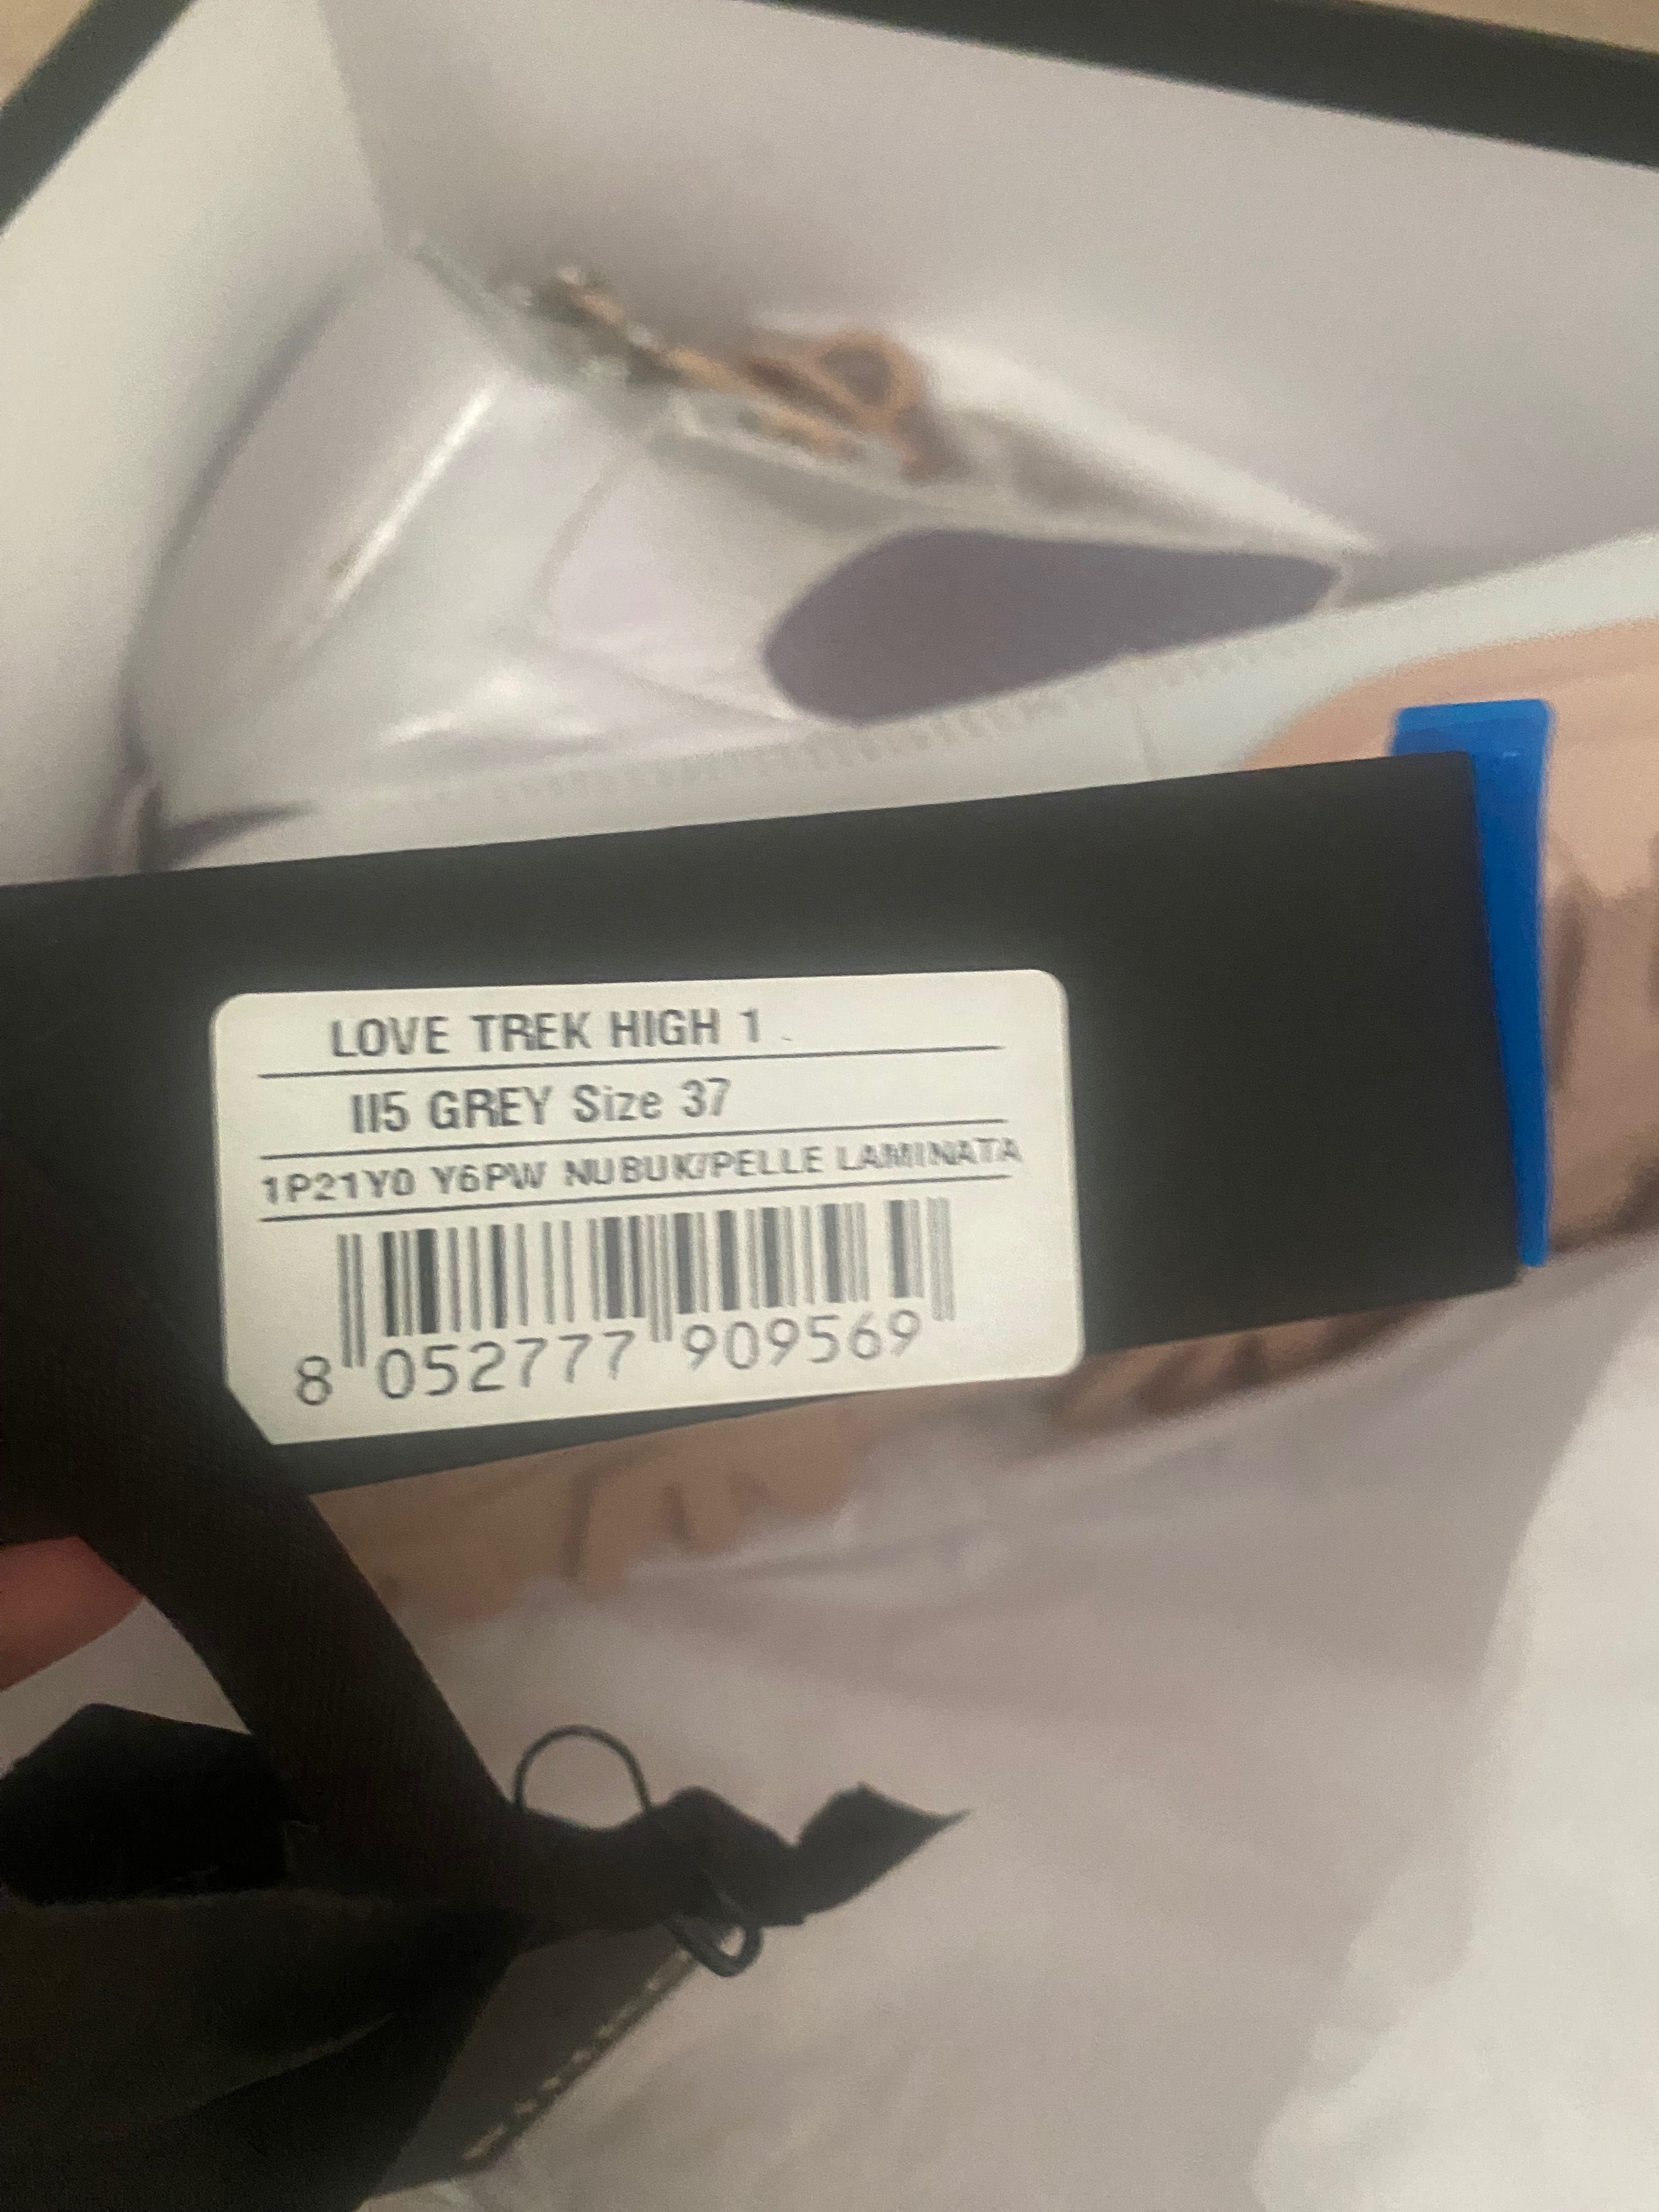 LOVE TREK HIGH 1
II5 GREY Size 37
1P21Y0 Y6PW NUBUK/PELLE LAMINATA
8 052777 909569